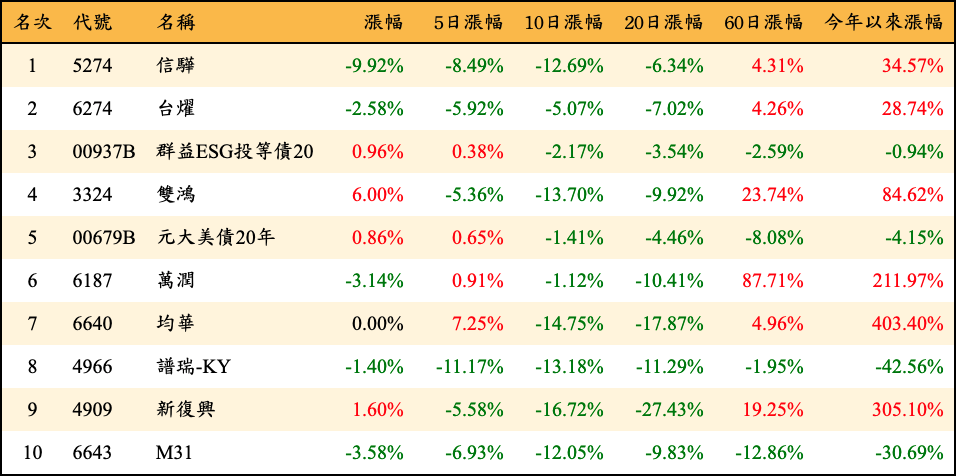 名次 代號 名稱 漲幅 5日漲幅 10日漲幅 20日漲幅 60日漲幅 今年以來漲幅
1 5274 信驊 -9.92% -8.49% -12.69% -6.34% 4.31% 34.57%
2 6274 台燿 -2.58% -5.92% -5.07% -7.02% 4.26% 28.74%
3 00937B 群益ESG投等債20 0.96% 0.38% -2.17% -3.54% -2.59% -0.94%
4 3324 雙鴻 6.00% -5.36% -13.70% -9.92% 23.74% 84.62%
5 00679B 元大美債20年 0.86% 0.65% -1.41% -4.46% -8.08% -4.15%
6 6187 萬潤 -3.14% 0.91% -1.12% -10.41% 87.71% 211.97%
7 6640 均華 0.00% 7.25% -14.75% -17.87% 4.96% 403.40%
8 4966 譜瑞-KY -1.40% -11.17% -13.18% -11.29% -1.95% -42.56%
9 4909 新復興 1.60% -5.58% -16.72% -27.43% 19.25% 305.10%
10 6643 M31 -3.58% -6.93% -12.05% -9.83% -12.86% -30.69%